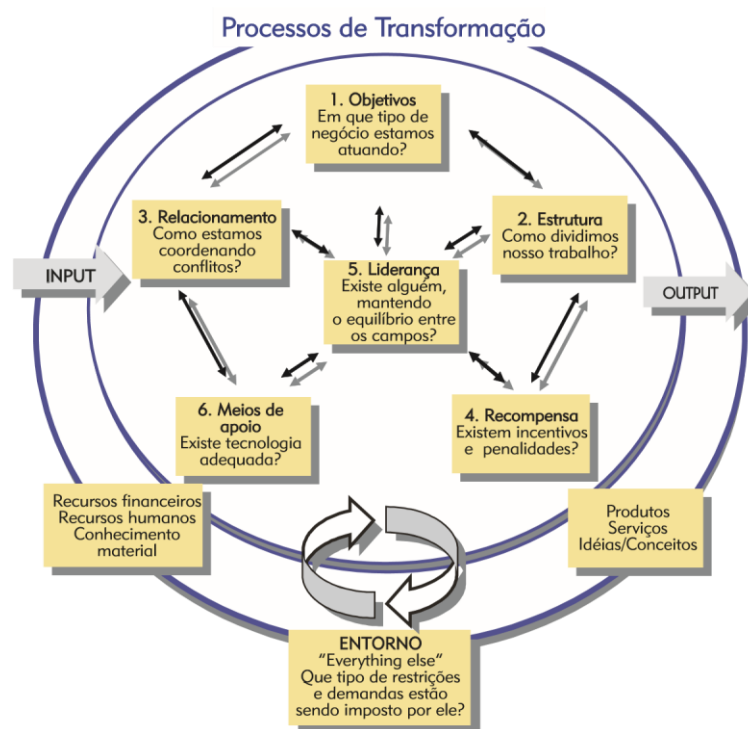 Processos de Transformação
1. Objetivos
Em que tipo de
negócio estamos
atuando?
3. Relacionamento
Como estamos
coordenando
conflitos?
2. Estrutura
Como dividimos
nosso trabalho?
INPUT
5. Liderança
Existe alguém,
mantendo
o equilíbrio entre
os campos?
OUTPUT
6. Meios de
apoio
Existe tecnologia
adequada?
4. Recompensa
Existem incentivos
e penalidades?
Recursos financeiros
Recursos humanos
Conhecimento
material
Produtos
Serviços
Idéias/Conceitos
ENTORNO
“Everything else“
Que tipo de restrições
e demandas estão
sendo imposto por ele?